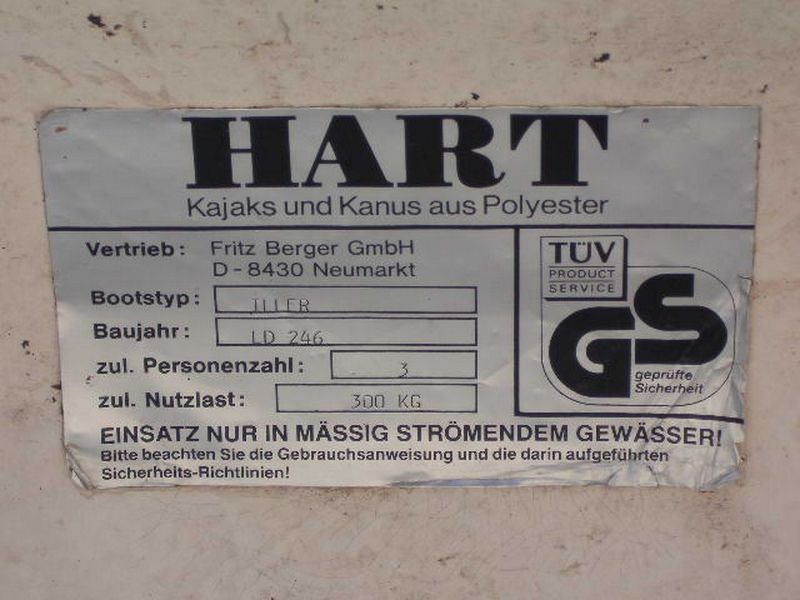 HART
Kajaks und Kanus aus Polyester
Vertrieb: Fritz Berger GmbH
D-8430 Neumarkt
Bootstyp: ILLER
Baujahr: LD 246
zul. Personenzahl: 3
zul. Nutzlast: 300 KG
TÜV
PRODUCT
SERVICE
GS
geprüfte
Sicherheit
EINSATZ NUR IN MÄSSIG STRÖMENDEM GEWÄSSER!
Bitte beachten Sie die Gebrauchsanweisung und die darin aufgeführten
Sicherheits-Richtlinien!